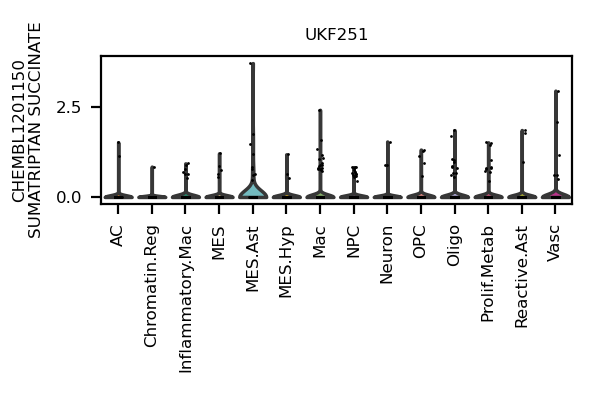 UKF251
CHEMBL1201150
SUMATRIPTAN SUCCINATE
2.5
0.0
AC
Chromatin.Reg
Inflammatory.Mac
MES
MES.Ast
MES.Hyp
Mac
NPC
Neuron
OPC
Oligo
Prolif.Metab
Reactive.Ast
Vasc